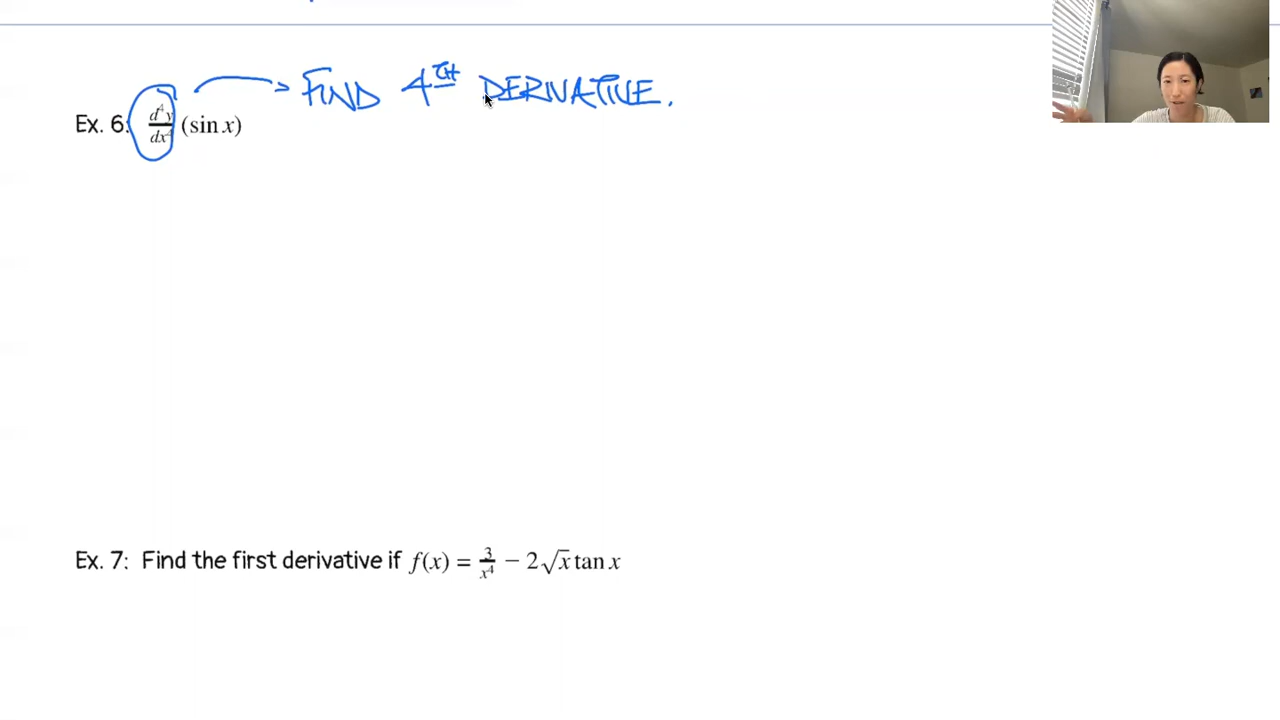 FIND 4TH DERIVATIVE.
Ex. 6: d⁴y/dx⁴ (sin x)
Ex. 7: Find the first derivative if f(x) = 3/x⁴ − 2√x tan x